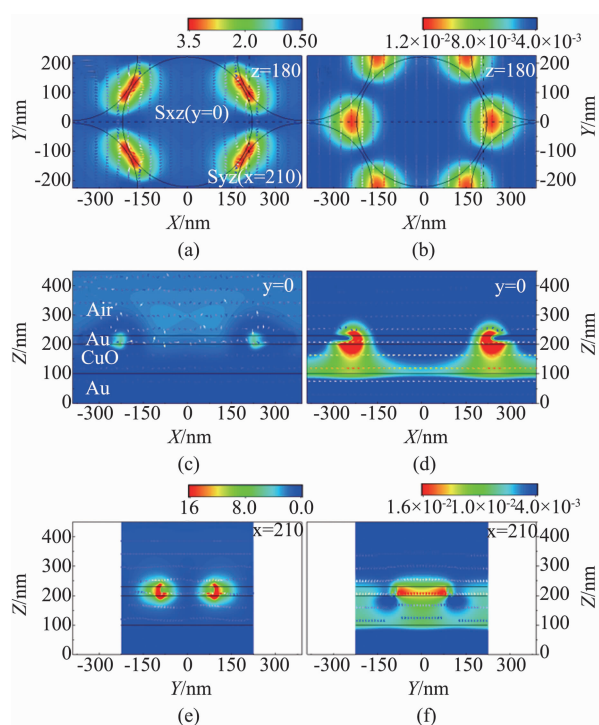 3.5 2.0 0.50
1.2×10⁻² 8.0×10⁻³ 4.0×10⁻³
200
100
0
-100
-200
Y/nm
z=180
Sxz(y=0)
Syz(x=210)
-300 -150 0 150 300
X/nm
(a)
z=180
200
100
0
-100
-200
Y/nm
-300 -150 0 150 300
X/nm
(b)
400
300
200
100
0
Z/nm
y=0
Air
Au
CuO
Au
-300 -150 0 150 300
X/nm
(c)
y=0
400
300
200
100
0
Z/nm
-300 -150 0 150 300
X/nm
(d)
16 8.0 0.0
1.6×10⁻² 1.0×10⁻² 4.0×10⁻³
400
300
200
100
0
Z/nm
x=210
-300 -150 0 150 300
Y/nm
(e)
x=210
400
300
200
100
0
Z/nm
-300 -150 0 150 300
Y/nm
(f)